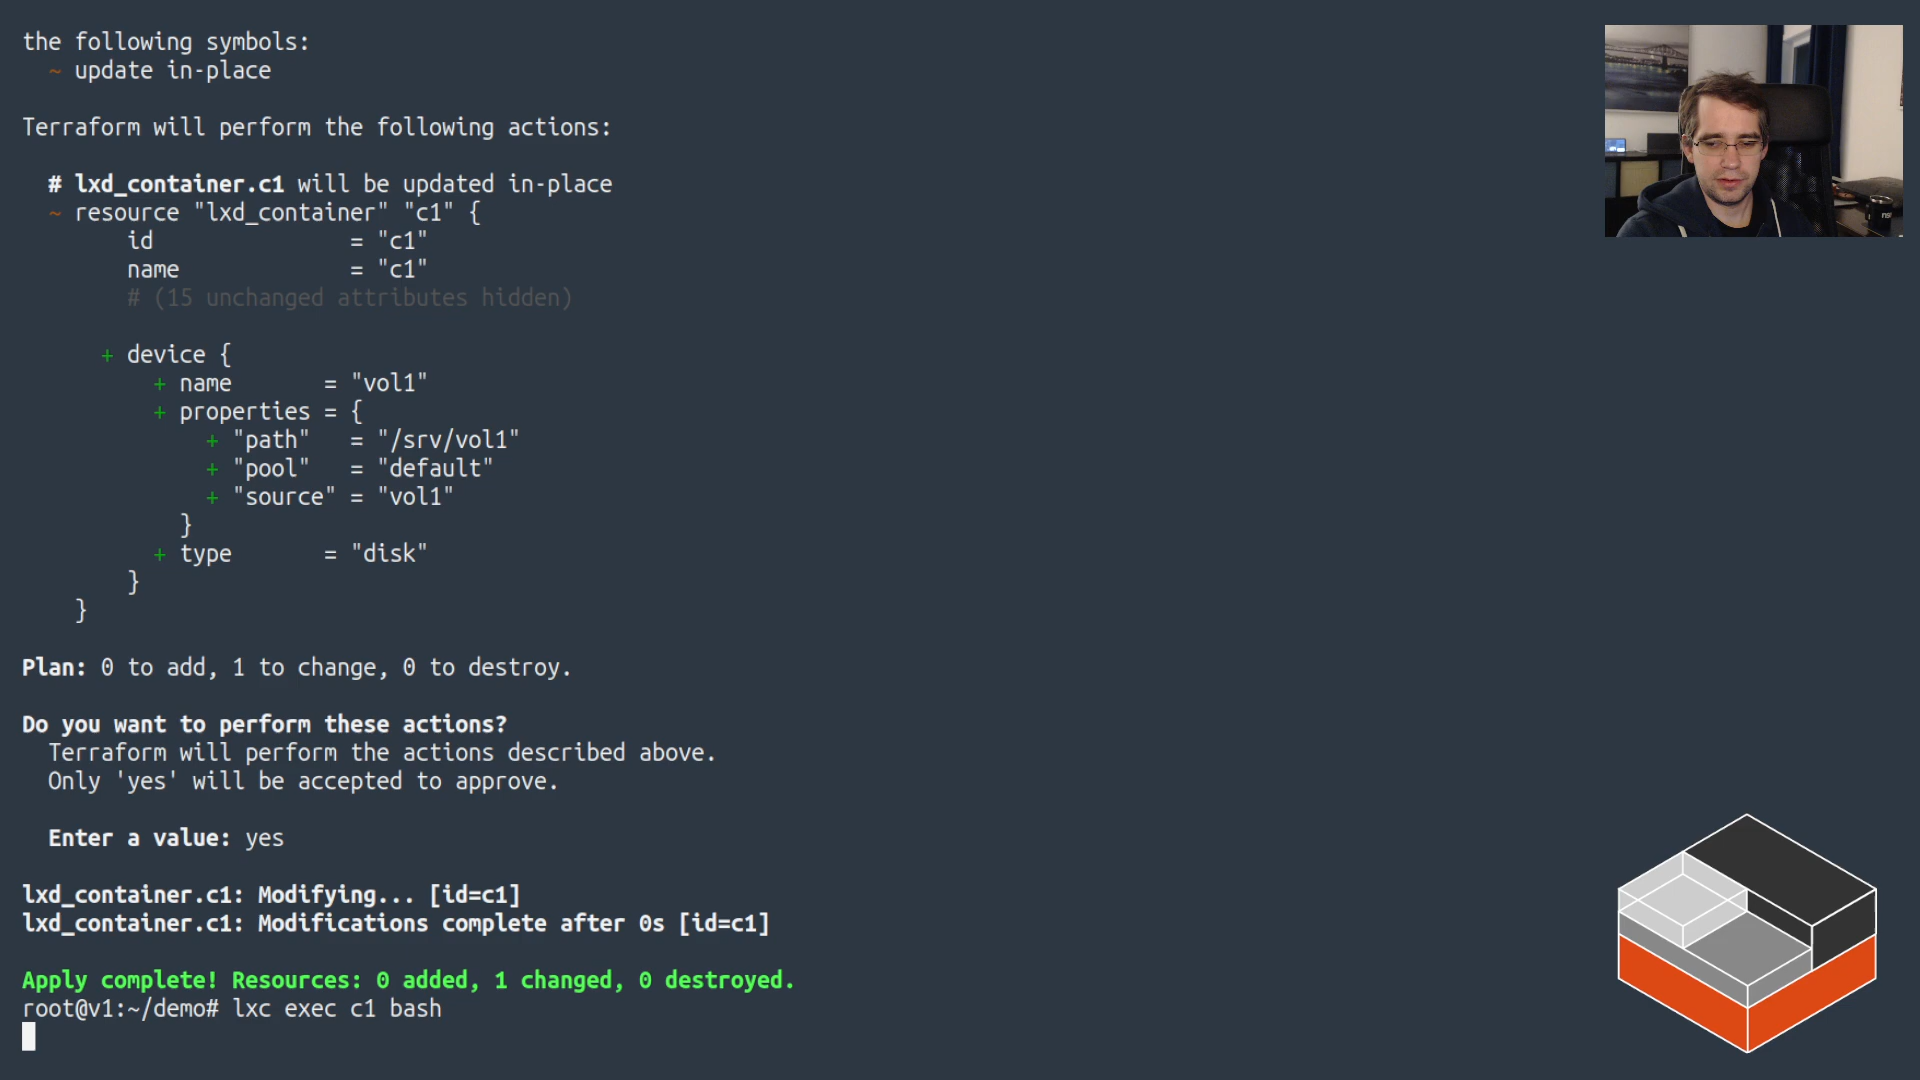 the following symbols:
~ update in-place
Terraform will perform the following actions:
# lxd_container.c1 will be updated in-place
~ resource "lxd_container" "c1" {
id = "c1"
name = "c1"
# (15 unchanged attributes hidden)
+ device {
+ name = "vol1"
+ properties = {
+ "path" = "/srv/vol1"
+ "pool" = "default"
+ "source" = "vol1"
}
+ type = "disk"
}
}
Plan: 0 to add, 1 to change, 0 to destroy.
Do you want to perform these actions?
Terraform will perform the actions described above.
Only 'yes' will be accepted to approve.
Enter a value: yes
lxd_container.c1: Modifying... [id=c1]
lxd_container.c1: Modifications complete after 0s [id=c1]
Apply complete! Resources: 0 added, 1 changed, 0 destroyed.
root@v1:~/demo# lxc exec c1 bash